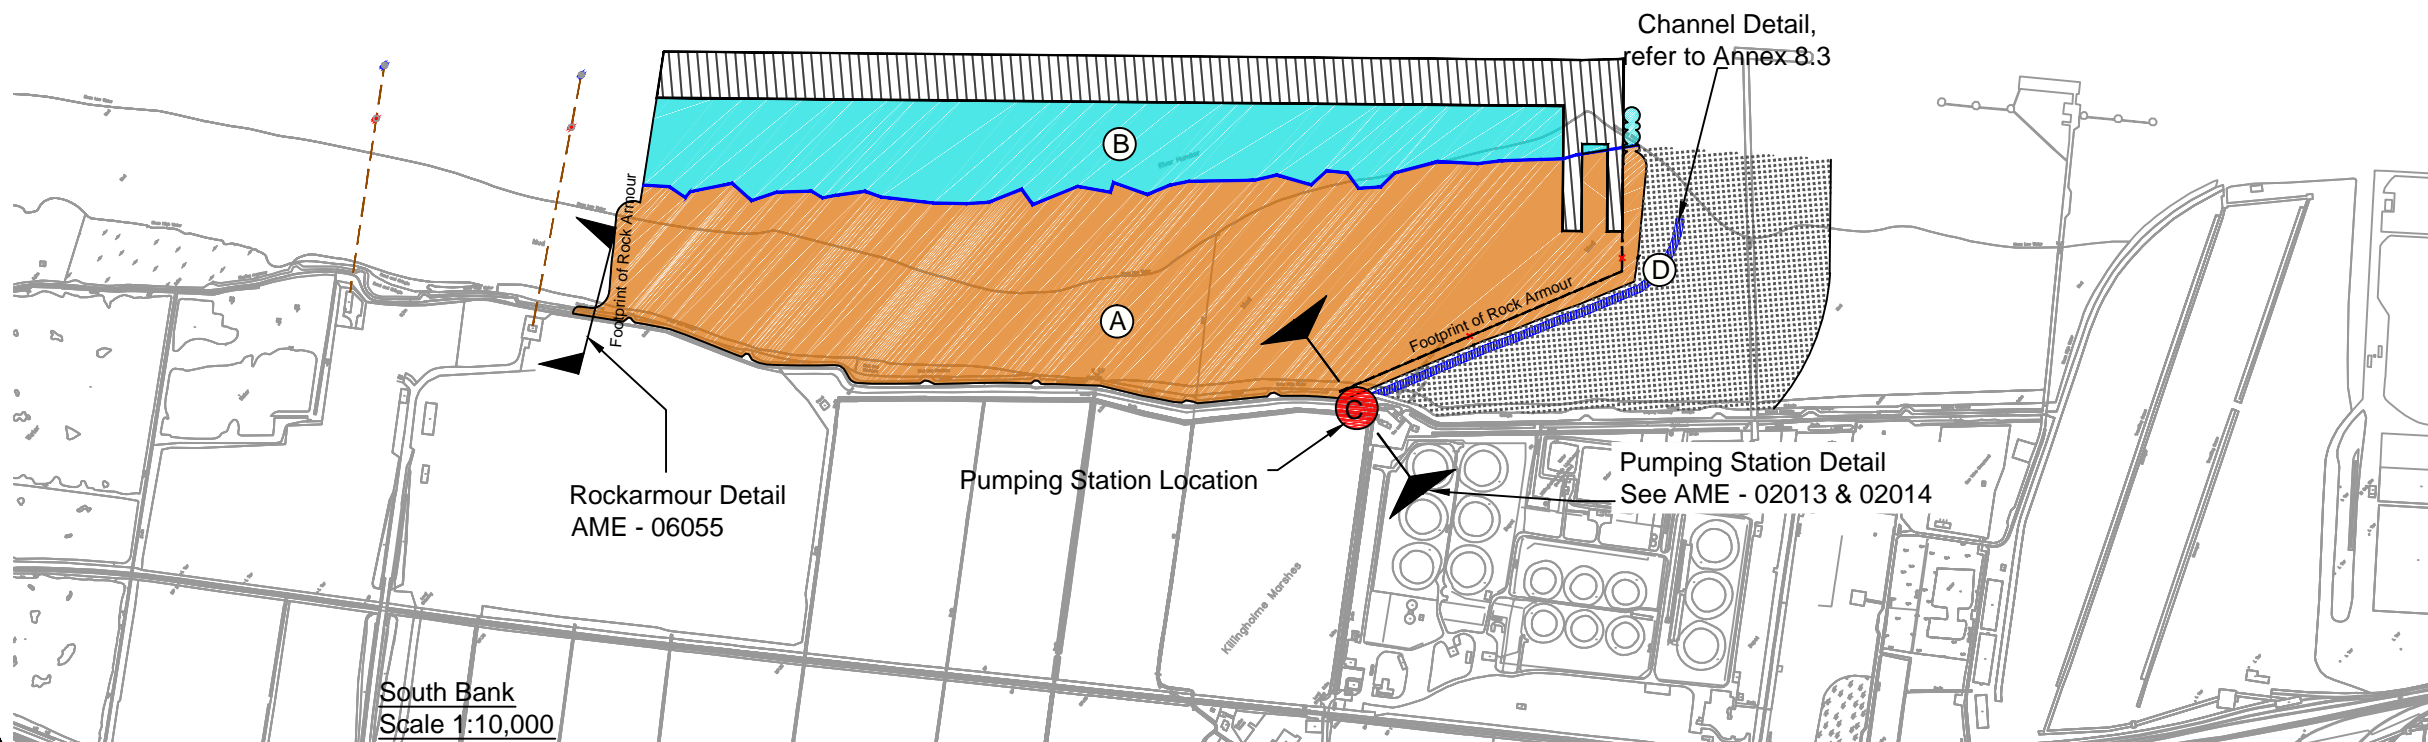 Channel Detail,
refer to Annex 8.3
B
Footprint of Rock Armour
D
A
Footprint of Rock Armour
C
Pumping Station Location
Pumping Station Detail
See AME - 02013 & 02014
Rockarmour Detail
AME - 06055
Killingholme Marshes
South Bank
Scale 1:10,000